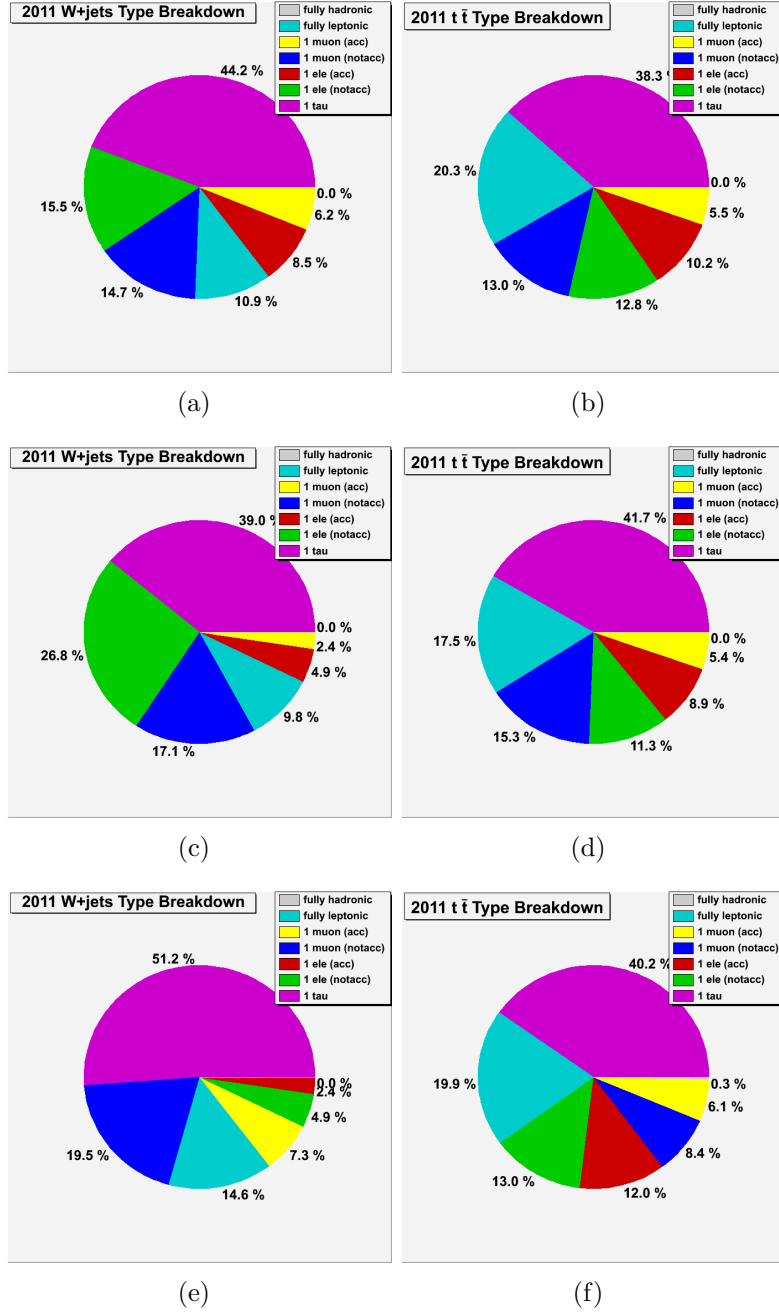 2011 W+jets Type Breakdown
fully hadronic
fully leptonic
1 muon (acc)
1 muon (notacc)
1 ele (acc)
1 ele (notacc)
1 tau
44.2 %
15.5 %
14.7 %
10.9 %
8.5 %
6.2 %
0.0 %
(a)
2011 t t̄ Type Breakdown
fully hadronic
fully leptonic
1 muon (acc)
1 muon (notacc)
1 ele (acc)
1 ele (notacc)
1 tau
38.3 %
20.3 %
13.0 %
12.8 %
10.2 %
5.5 %
0.0 %
(b)
2011 W+jets Type Breakdown
fully hadronic
fully leptonic
1 muon (acc)
1 muon (notacc)
1 ele (acc)
1 ele (notacc)
1 tau
39.0 %
26.8 %
17.1 %
9.8 %
4.9 %
2.4 %
0.0 %
(c)
2011 t t̄ Type Breakdown
fully hadronic
fully leptonic
1 muon (acc)
1 muon (notacc)
1 ele (acc)
1 ele (notacc)
1 tau
41.7 %
17.5 %
15.3 %
11.3 %
8.9 %
5.4 %
0.0 %
(d)
2011 W+jets Type Breakdown
fully hadronic
fully leptonic
1 muon (acc)
1 muon (notacc)
1 ele (acc)
1 ele (notacc)
1 tau
51.2 %
19.5 %
14.6 %
7.3 %
4.9 %
2.4 %
0.0 %
(e)
2011 t t̄ Type Breakdown
fully hadronic
fully leptonic
1 muon (acc)
1 muon (notacc)
1 ele (acc)
1 ele (notacc)
1 tau
40.2 %
19.9 %
13.0 %
12.0 %
8.4 %
6.1 %
0.3 %
(f)